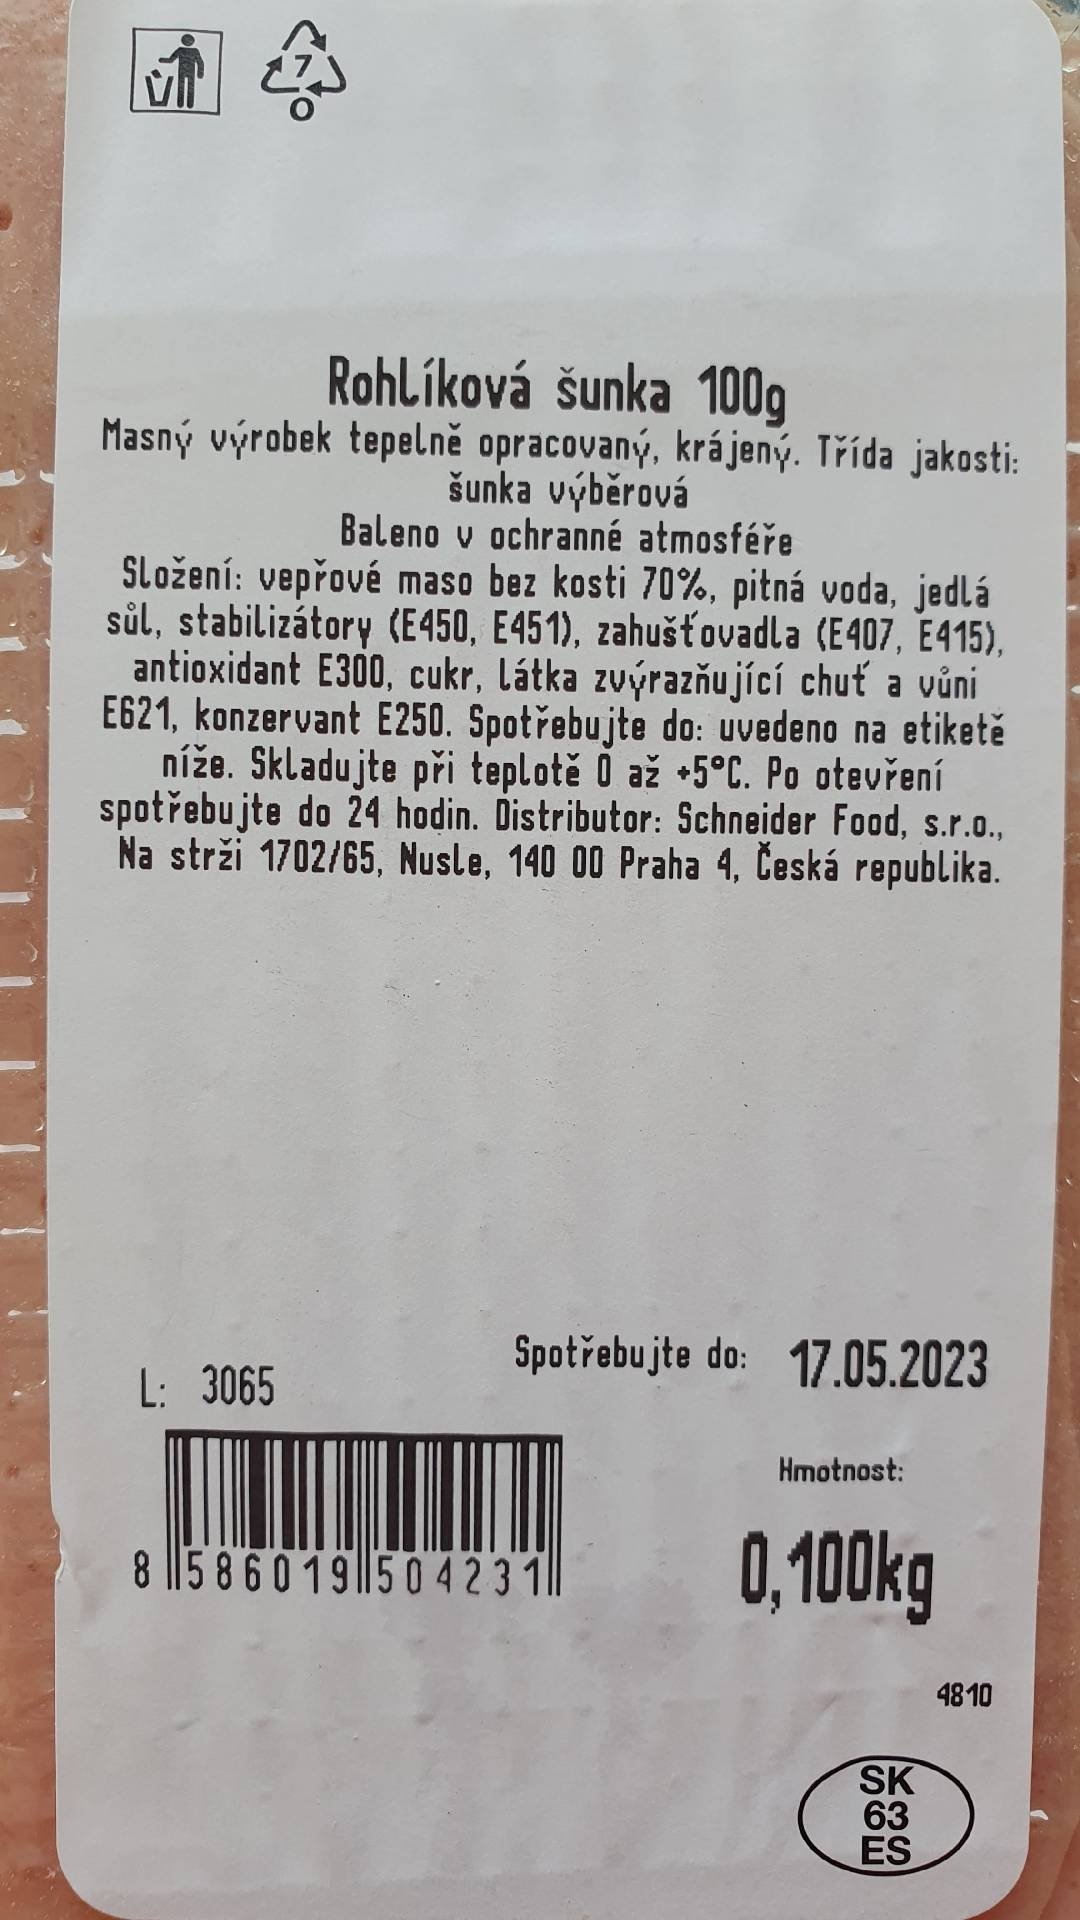 7
O
Rohlíková šunka 100g
Masný výrobek tepelně opracovaný, krájený. Třída jakosti:
šunka výběrová
Baleno v ochranné atmosféře
Složení: vepřové maso bez kosti 70%, pitná voda, jedlá
sůl, stabilizátory (E450, E451), zahušťovadla (E407, E415),
antioxidant E300, cukr, látka zvýrazňující chuť a vůni
E621, konzervant E250. Spotřebujte do: uvedeno na etiketě
níže. Skladujte při teplotě 0 až +5°C. Po otevření
spotřebujte do 24 hodin. Distributor: Schneider Food, s.r.o.,
Na strži 1702/65, Nusle, 140 00 Praha 4, Česká republika.
Spotřebujte do: 17.05.2023
L: 3065
Hmotnost:
0,100kg
8 586019 504231
4810
SK
63
ES